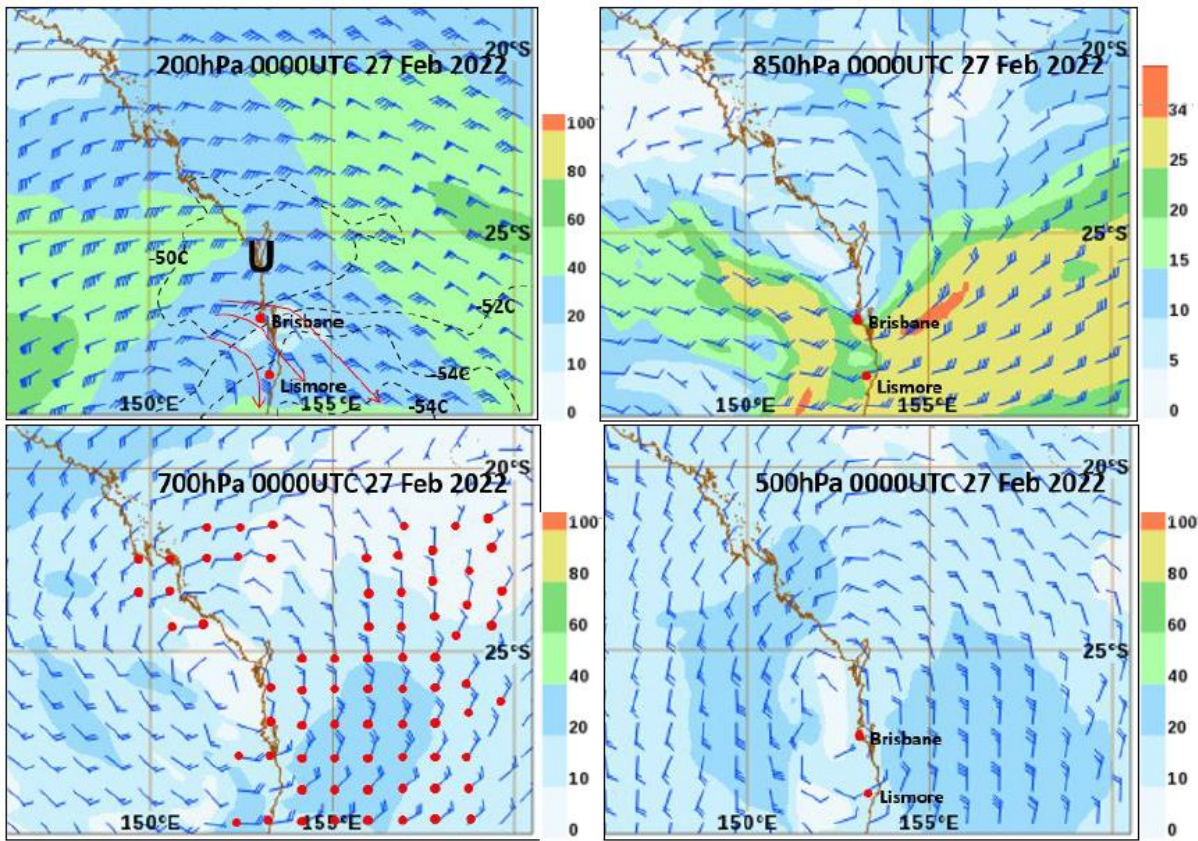 200hPa 0000UTC 27 Feb 2022
20°S
25°S
-50C
U
-52C
Brisbane
-54C
Lismore
-54C
150°E
155°E
100
80
60
40
20
10
0
850hPa 0000UTC 27 Feb 2022
20°S
25°S
Brisbane
Lismore
150°E
155°E
34
25
20
15
10
5
0
700hPa 0000UTC 27 Feb 2022
20°S
25°S
150°E
155°E
100
80
60
40
20
10
0
500hPa 0000UTC 27 Feb 2022
20°S
25°S
Brisbane
Lismore
150°E
155°E
100
80
60
40
20
10
0